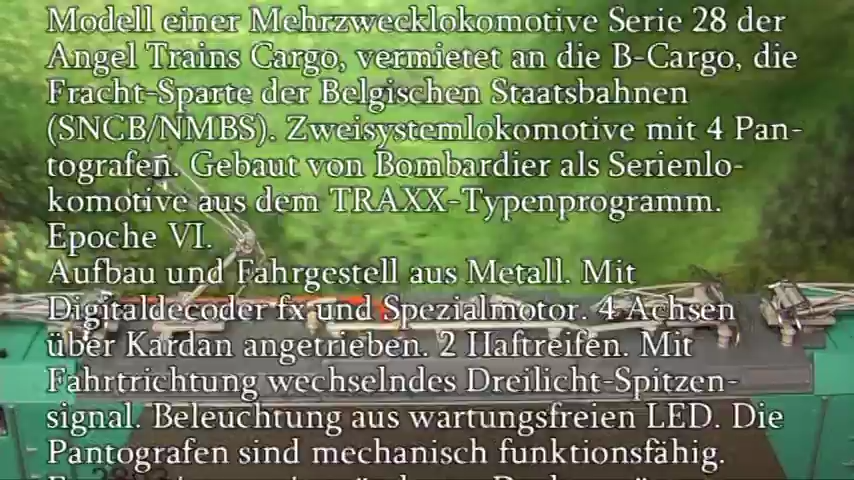 Modell einer Mehrzwecklokomotive Serie 28 der
Angel Trains Cargo, vermietet an die B-Cargo, die
Fracht-Sparte der Belgischen Staatsbahnen
(SNCB/NMBS). Zweisystemlokomotive mit 4 Pan-
tografen. Gebaut von Bombardier als Serienlo-
komotive aus dem TRAXX-Typenprogramm.
Epoche VI.
Aufbau und Fahrgestell aus Metall. Mit
Digitaldecoder fx und Spezialmotor. 4 Achsen
über Kardan angetrieben. 2 Haftreifen. Mit
Fahrtrichtung wechselndes Dreilicht-Spitzen-
signal. Beleuchtung aus wartungsfreien LED. Die
Pantografen sind mechanisch funktionsfähig.